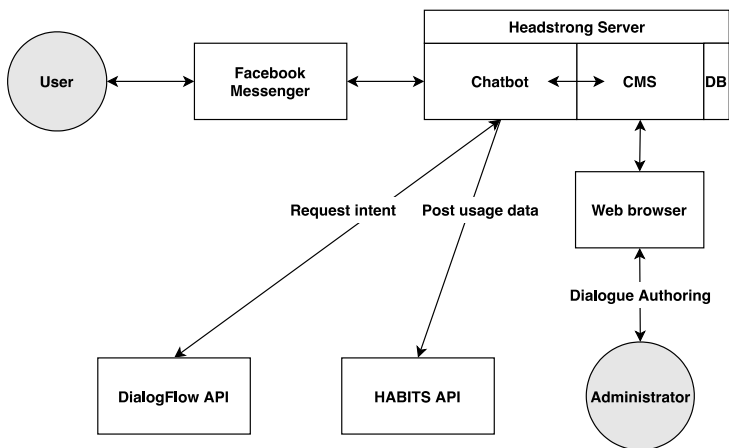 Headstrong Server
User
Facebook
Messenger
Chatbot
CMS
DB
Request intent
Post usage data
Web browser
Dialogue Authoring
DialogFlow API
HABITS API
Administrator